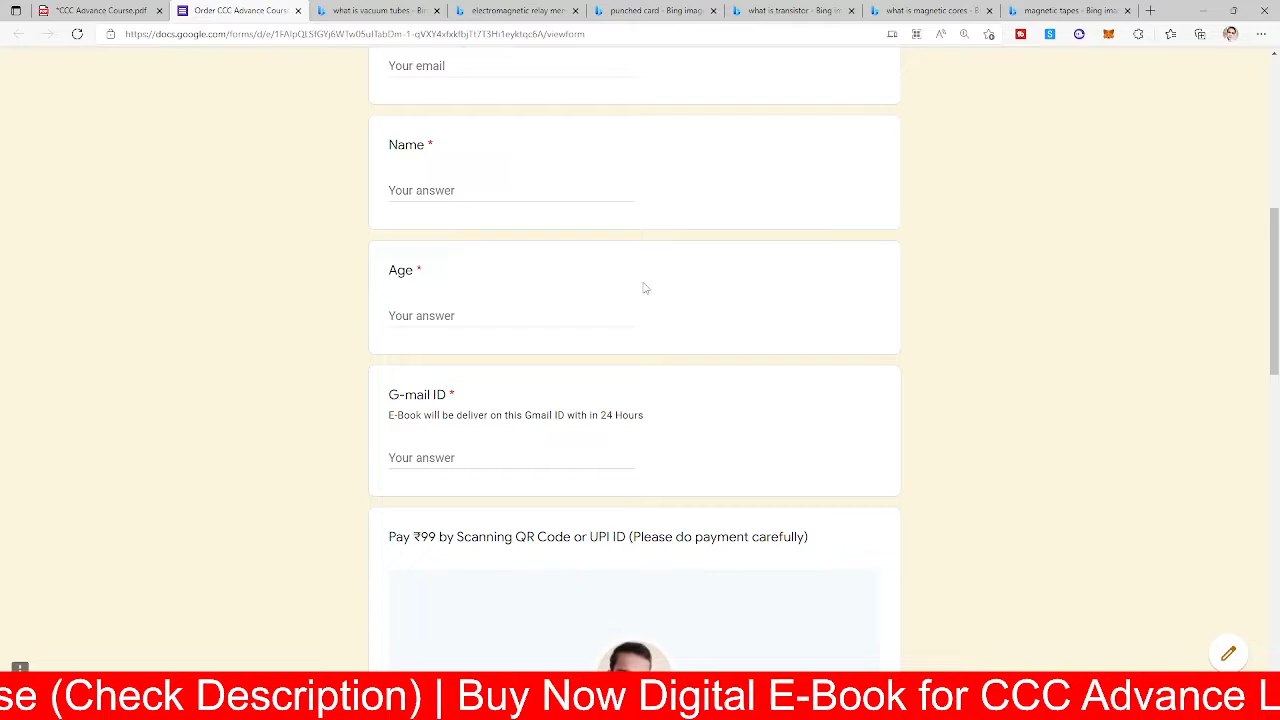 *CCC Advance Course.pdf
Order CCC Advance Course
what is vacuum tubes - Bin
electromagnetic relay mem
punched card - Bing imag
what is transistor - Bing im
what is magnetic cores - B
magnetic tapes - Bing ima
Your email
Name *
Your answer
Age *
Your answer
G-mail ID *
E-Book will be deliver on this Gmail ID with in 24 Hours
Your answer
Pay ₹99 by Scanning QR Code or UPI ID (Please do payment carefully)
se (Check Description) | Buy Now Digital E-Book for CCC Advance L